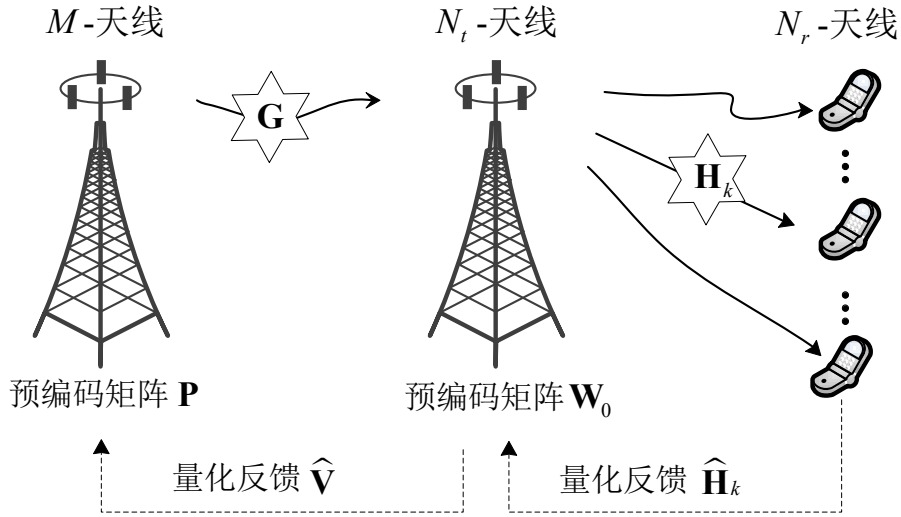 M-天线
N_t-天线
N_r-天线
G
H_k
预编码矩阵 P
预编码矩阵 W_0
量化反馈 V̂
量化反馈 Ĥ_k